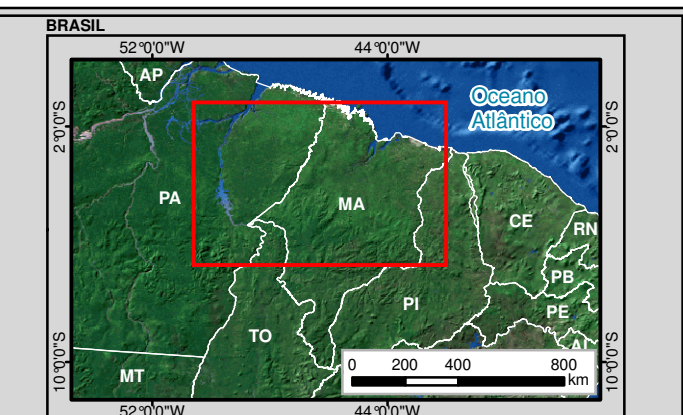 BRASIL
52°0'0"W 44°0'0"W
AP
Oceano
Atlântico
2°0'0"S
2°0'0"S
PA
MA
CE
RN
PB
PI
PE
TO
AL
0 200 400 800
km
10°0'0"S
10°0'0"S
MT
52°0'0"W 44°0'0"W